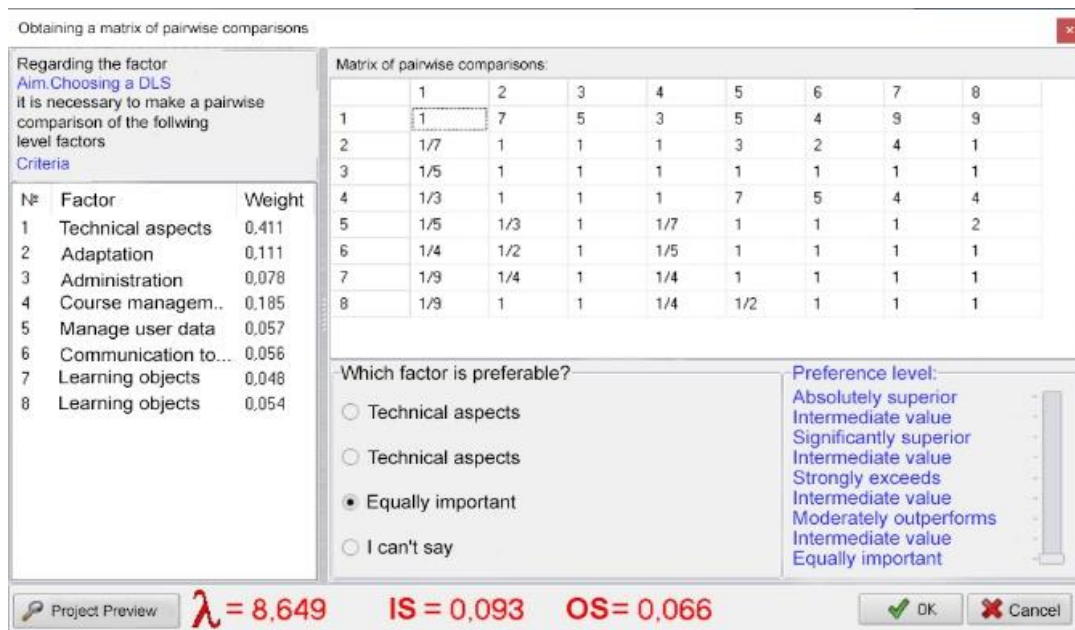 Obtaining a matrix of pairwise comparisons
Regarding the factor
Aim.Choosing a DLS
it is necessary to make a pairwise
comparison of the follwing
level factors
Criteria
№ Factor Weight
1 Technical aspects 0,411
2 Adaptation 0,111
3 Administration 0,078
4 Course managem.. 0,185
5 Manage user data 0,057
6 Communication to... 0,056
7 Learning objects 0,048
8 Learning objects 0,054
Matrix of pairwise comparisons:
1 2 3 4 5 6 7 8
1 1 7 5 3 5 4 9 9
2 1/7 1 1 1 3 2 4 1
3 1/5 1 1 1 1 1 1 1
4 1/3 1 1 1 7 5 4 4
5 1/5 1/3 1 1/7 1 1 1 2
6 1/4 1/2 1 1/5 1 1 1 1
7 1/9 1/4 1 1/4 1 1 1 1
8 1/9 1 1 1/4 1/2 1 1 1
Which factor is preferable?
Technical aspects
Technical aspects
Equally important
I can't say
Preference level:
Absolutely superior
Intermediate value
Significantly superior
Intermediate value
Strongly exceeds
Intermediate value
Moderately outperforms
Intermediate value
Equally important
Project Preview
λ = 8,649 IS = 0,093 OS= 0,066
OK
Cancel